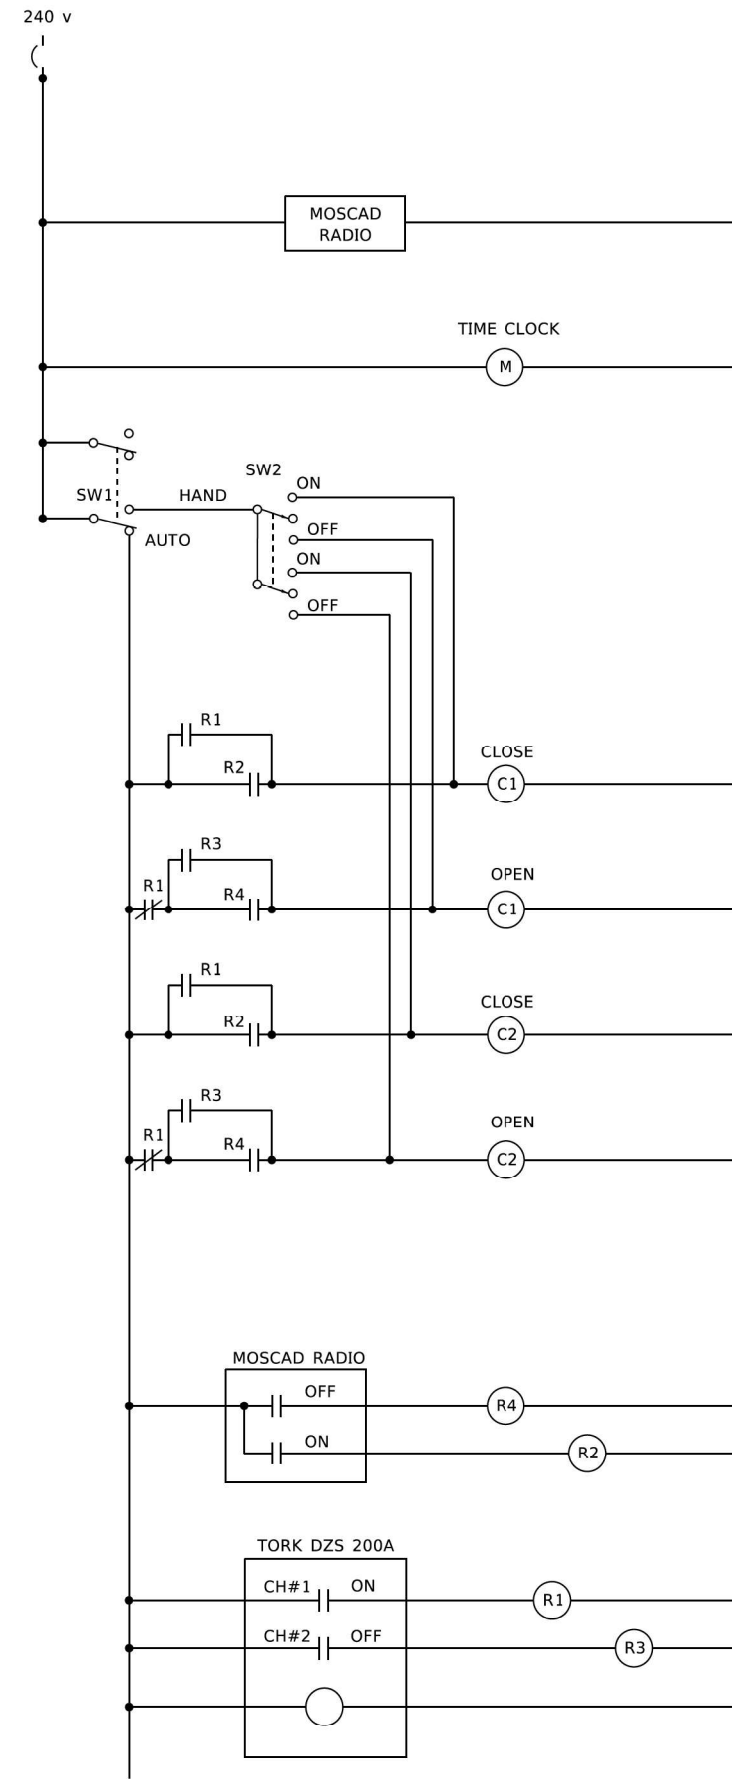 240 v
MOSCAD
RADIO
TIME CLOCK
M
SW2
ON
SW1
HAND
OFF
AUTO
ON
OFF
R1
CLOSE
R2
C1
R3
OPEN
R1
R4
C1
R1
CLOSE
R2
C2
R3
OPEN
R1
R4
C2
MOSCAD RADIO
OFF
R4
ON
R2
TORK DZS 200A
CH#1 ON
R1
CH#2 OFF
R3